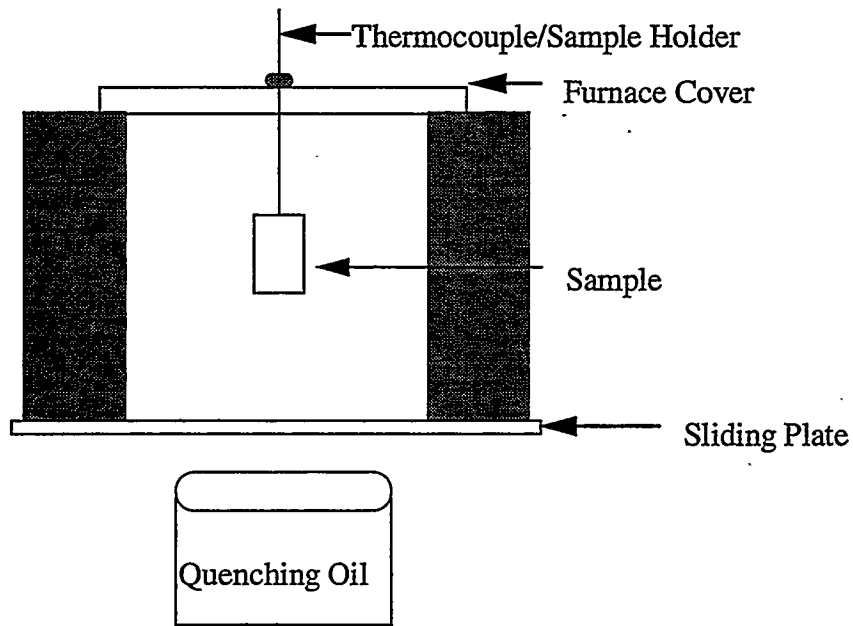 Thermocouple/Sample Holder
Furnace Cover
Sample
Sliding Plate
Quenching Oil